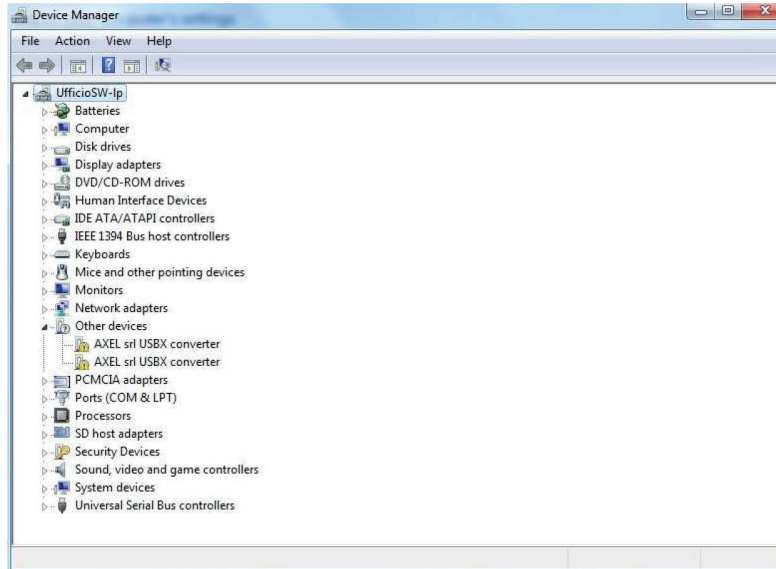 Device Manager
File Action View Help
UfficioSW-lp
Batteries
Computer
Disk drives
Display adapters
DVD/CD-ROM drives
Human Interface Devices
IDE ATA/ATAPI controllers
IEEE 1394 Bus host controllers
Keyboards
Mice and other pointing devices
Monitors
Network adapters
Other devices
AXEL srl USBX converter
AXEL srl USBX converter
PCMCIA adapters
Ports (COM & LPT)
Processors
SD host adapters
Security Devices
Sound, video and game controllers
System devices
Universal Serial Bus controllers